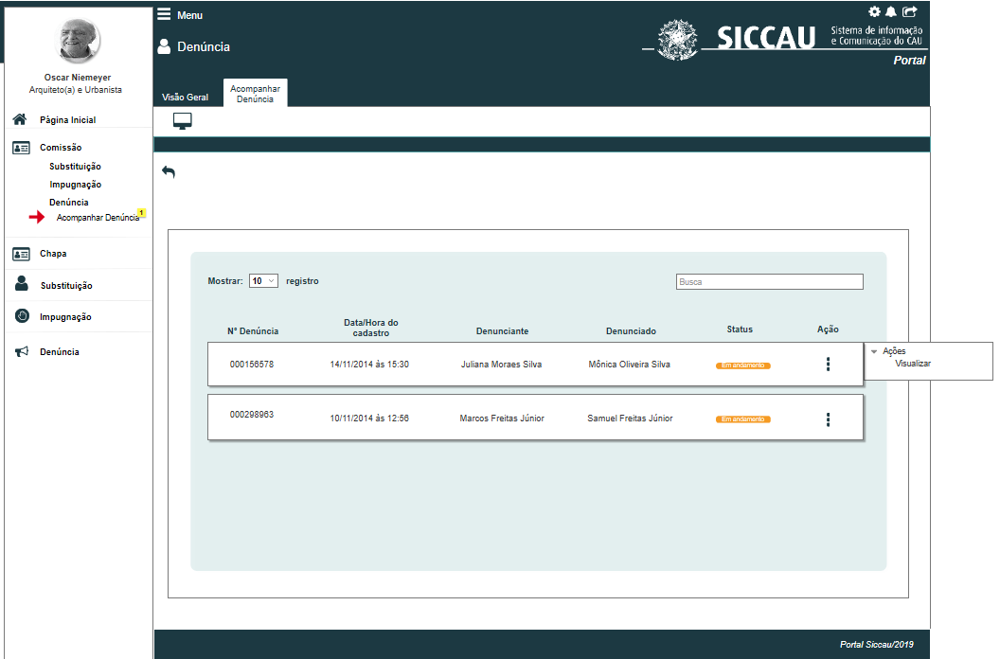 Oscar Niemeyer
Arquiteto(a) e Urbanista
Página Inicial
Comissão
Substituição
Impugnação
Denúncia
Acompanhar Denúncia
1
Chapa
Substituição
Impugnação
Denúncia
Menu
Denúncia
SICCAU
Sistema de informação
e Comunicação do CAU
Portal
Visão Geral
Acompanhar
Denúncia
Mostrar: 10 registro
Busca
Nº Denúncia
Data/Hora do
cadastro
Denunciante
Denunciado
Status
Ação
000156578 14/11/2014 ás 15:30 Juliana Moraes Silva Mônica Oliveira Silva Em andamento
Ações
Visualizar
000298963 10/11/2014 ás 12:56 Marcos Freitas Júnior Samuel Freitas Júnior Em andamento
Portal Siccau/2019